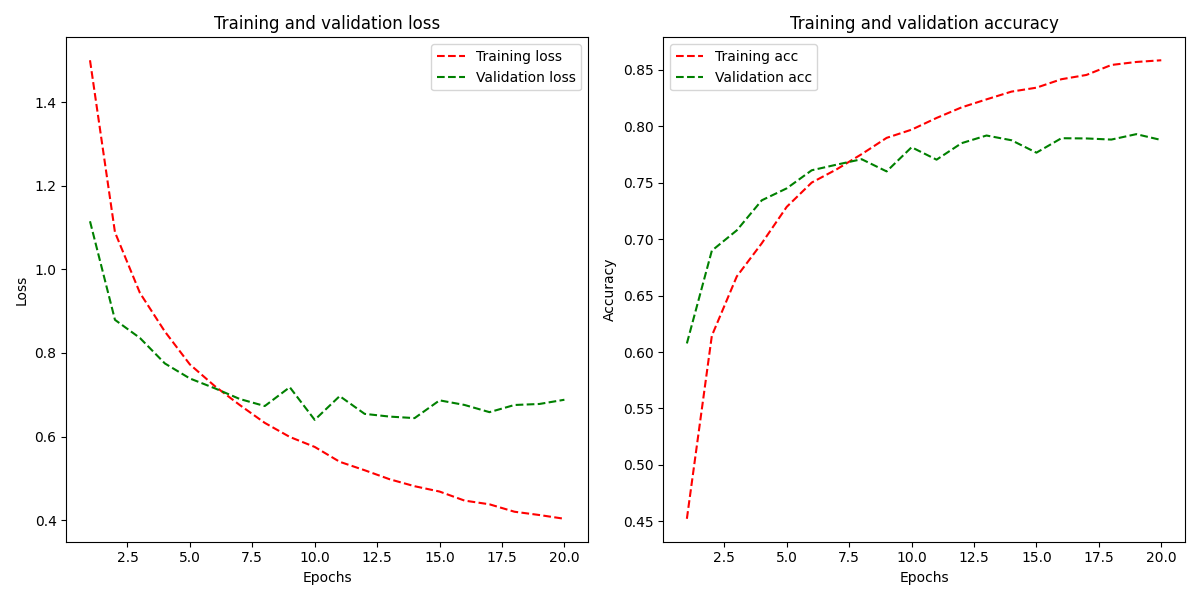 Training and validation loss
Training loss
Validation loss
1.4
1.2
1.0
0.8
0.6
0.4
Loss
2.5 5.0 7.5 10.0 12.5 15.0 17.5 20.0
Epochs
Training and validation accuracy
Training acc
Validation acc
0.85
0.80
0.75
0.70
0.65
0.60
0.55
0.50
0.45
Accuracy
2.5 5.0 7.5 10.0 12.5 15.0 17.5 20.0
Epochs